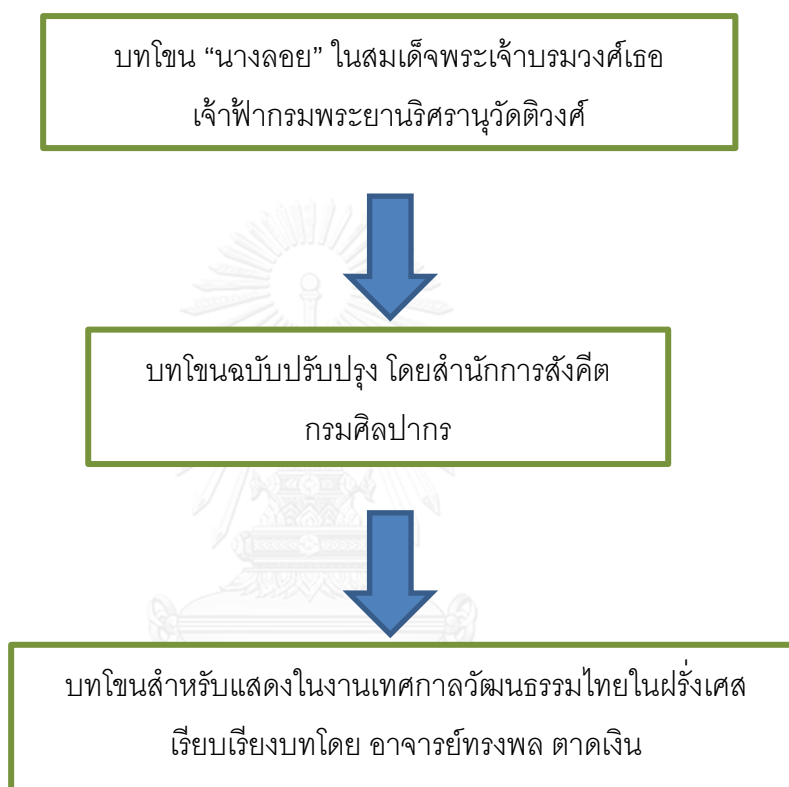 บทโขน “นางลอย” ในสมเด็จพระเจ้าบรมวงศ์เธอ
เจ้าฟ้ากรมพระยานริศรานุวัดติวงศ์
บทโขนฉบับปรับปรุง โดยสำนักการสังคีต
กรมศิลปากร
บทโขนสำหรับแสดงในงานเทศกาลวัฒนธรรมไทยในฝรั่งเศส
เรียบเรียงบทโดย อาจารย์ทรงพล ตาดเงิน